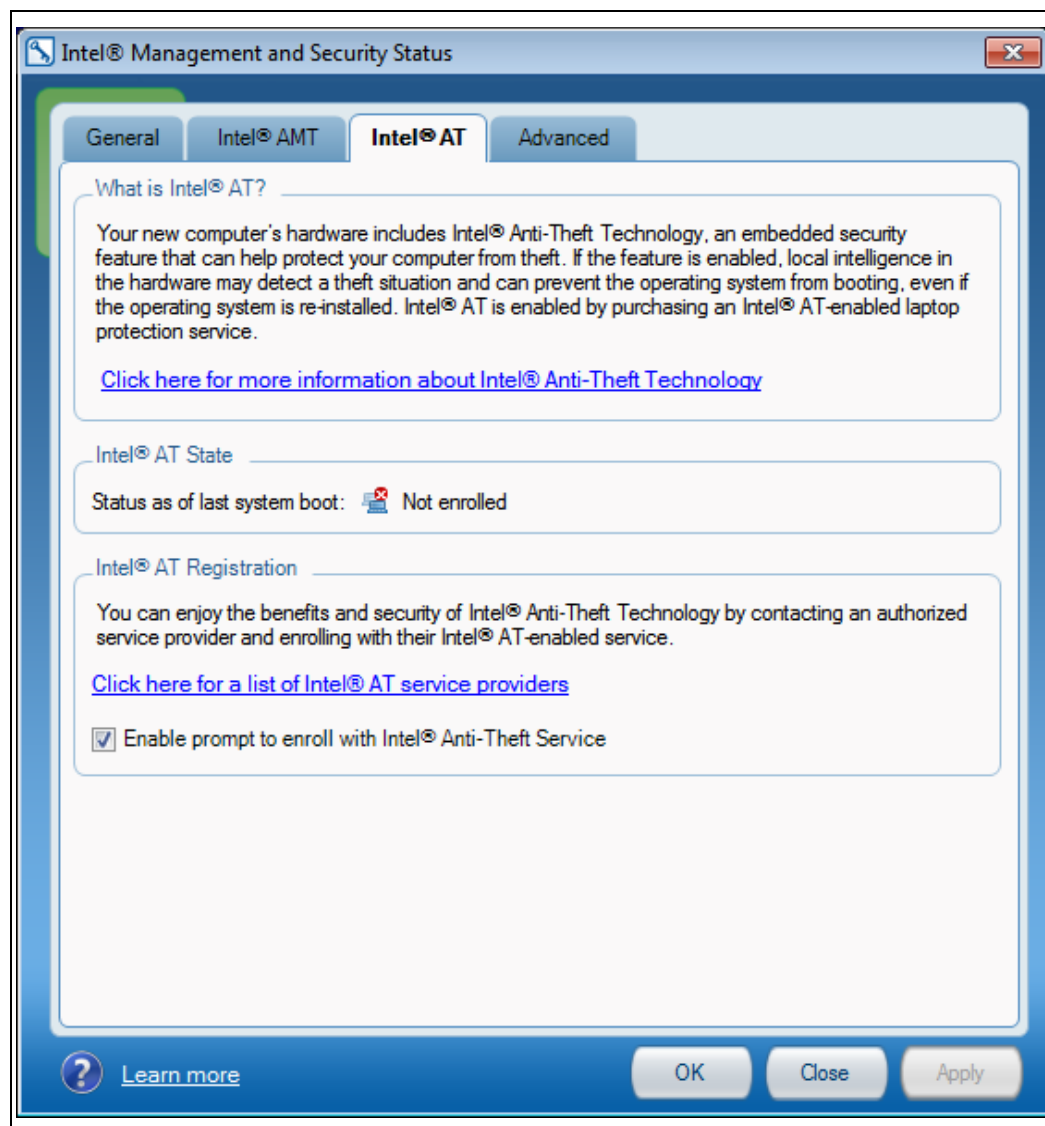 Intel® Management and Security Status
General Intel® AMT Intel® AT Advanced
What is Intel® AT?
Your new computer's hardware includes Intel® Anti-Theft Technology, an embedded security
feature that can help protect your computer from theft. If the feature is enabled, local intelligence in
the hardware may detect a theft situation and can prevent the operating system from booting, even if
the operating system is re-installed. Intel® AT is enabled by purchasing an Intel® AT-enabled laptop
protection service.
Click here for more information about Intel® Anti-Theft Technology
Intel® AT State
Status as of last system boot: Not enrolled
Intel® AT Registration
You can enjoy the benefits and security of Intel® Anti-Theft Technology by contacting an authorized
service provider and enrolling with their Intel® AT-enabled service.
Click here for a list of Intel® AT service providers
Enable prompt to enroll with Intel® Anti-Theft Service
? Learn more OK Close Apply